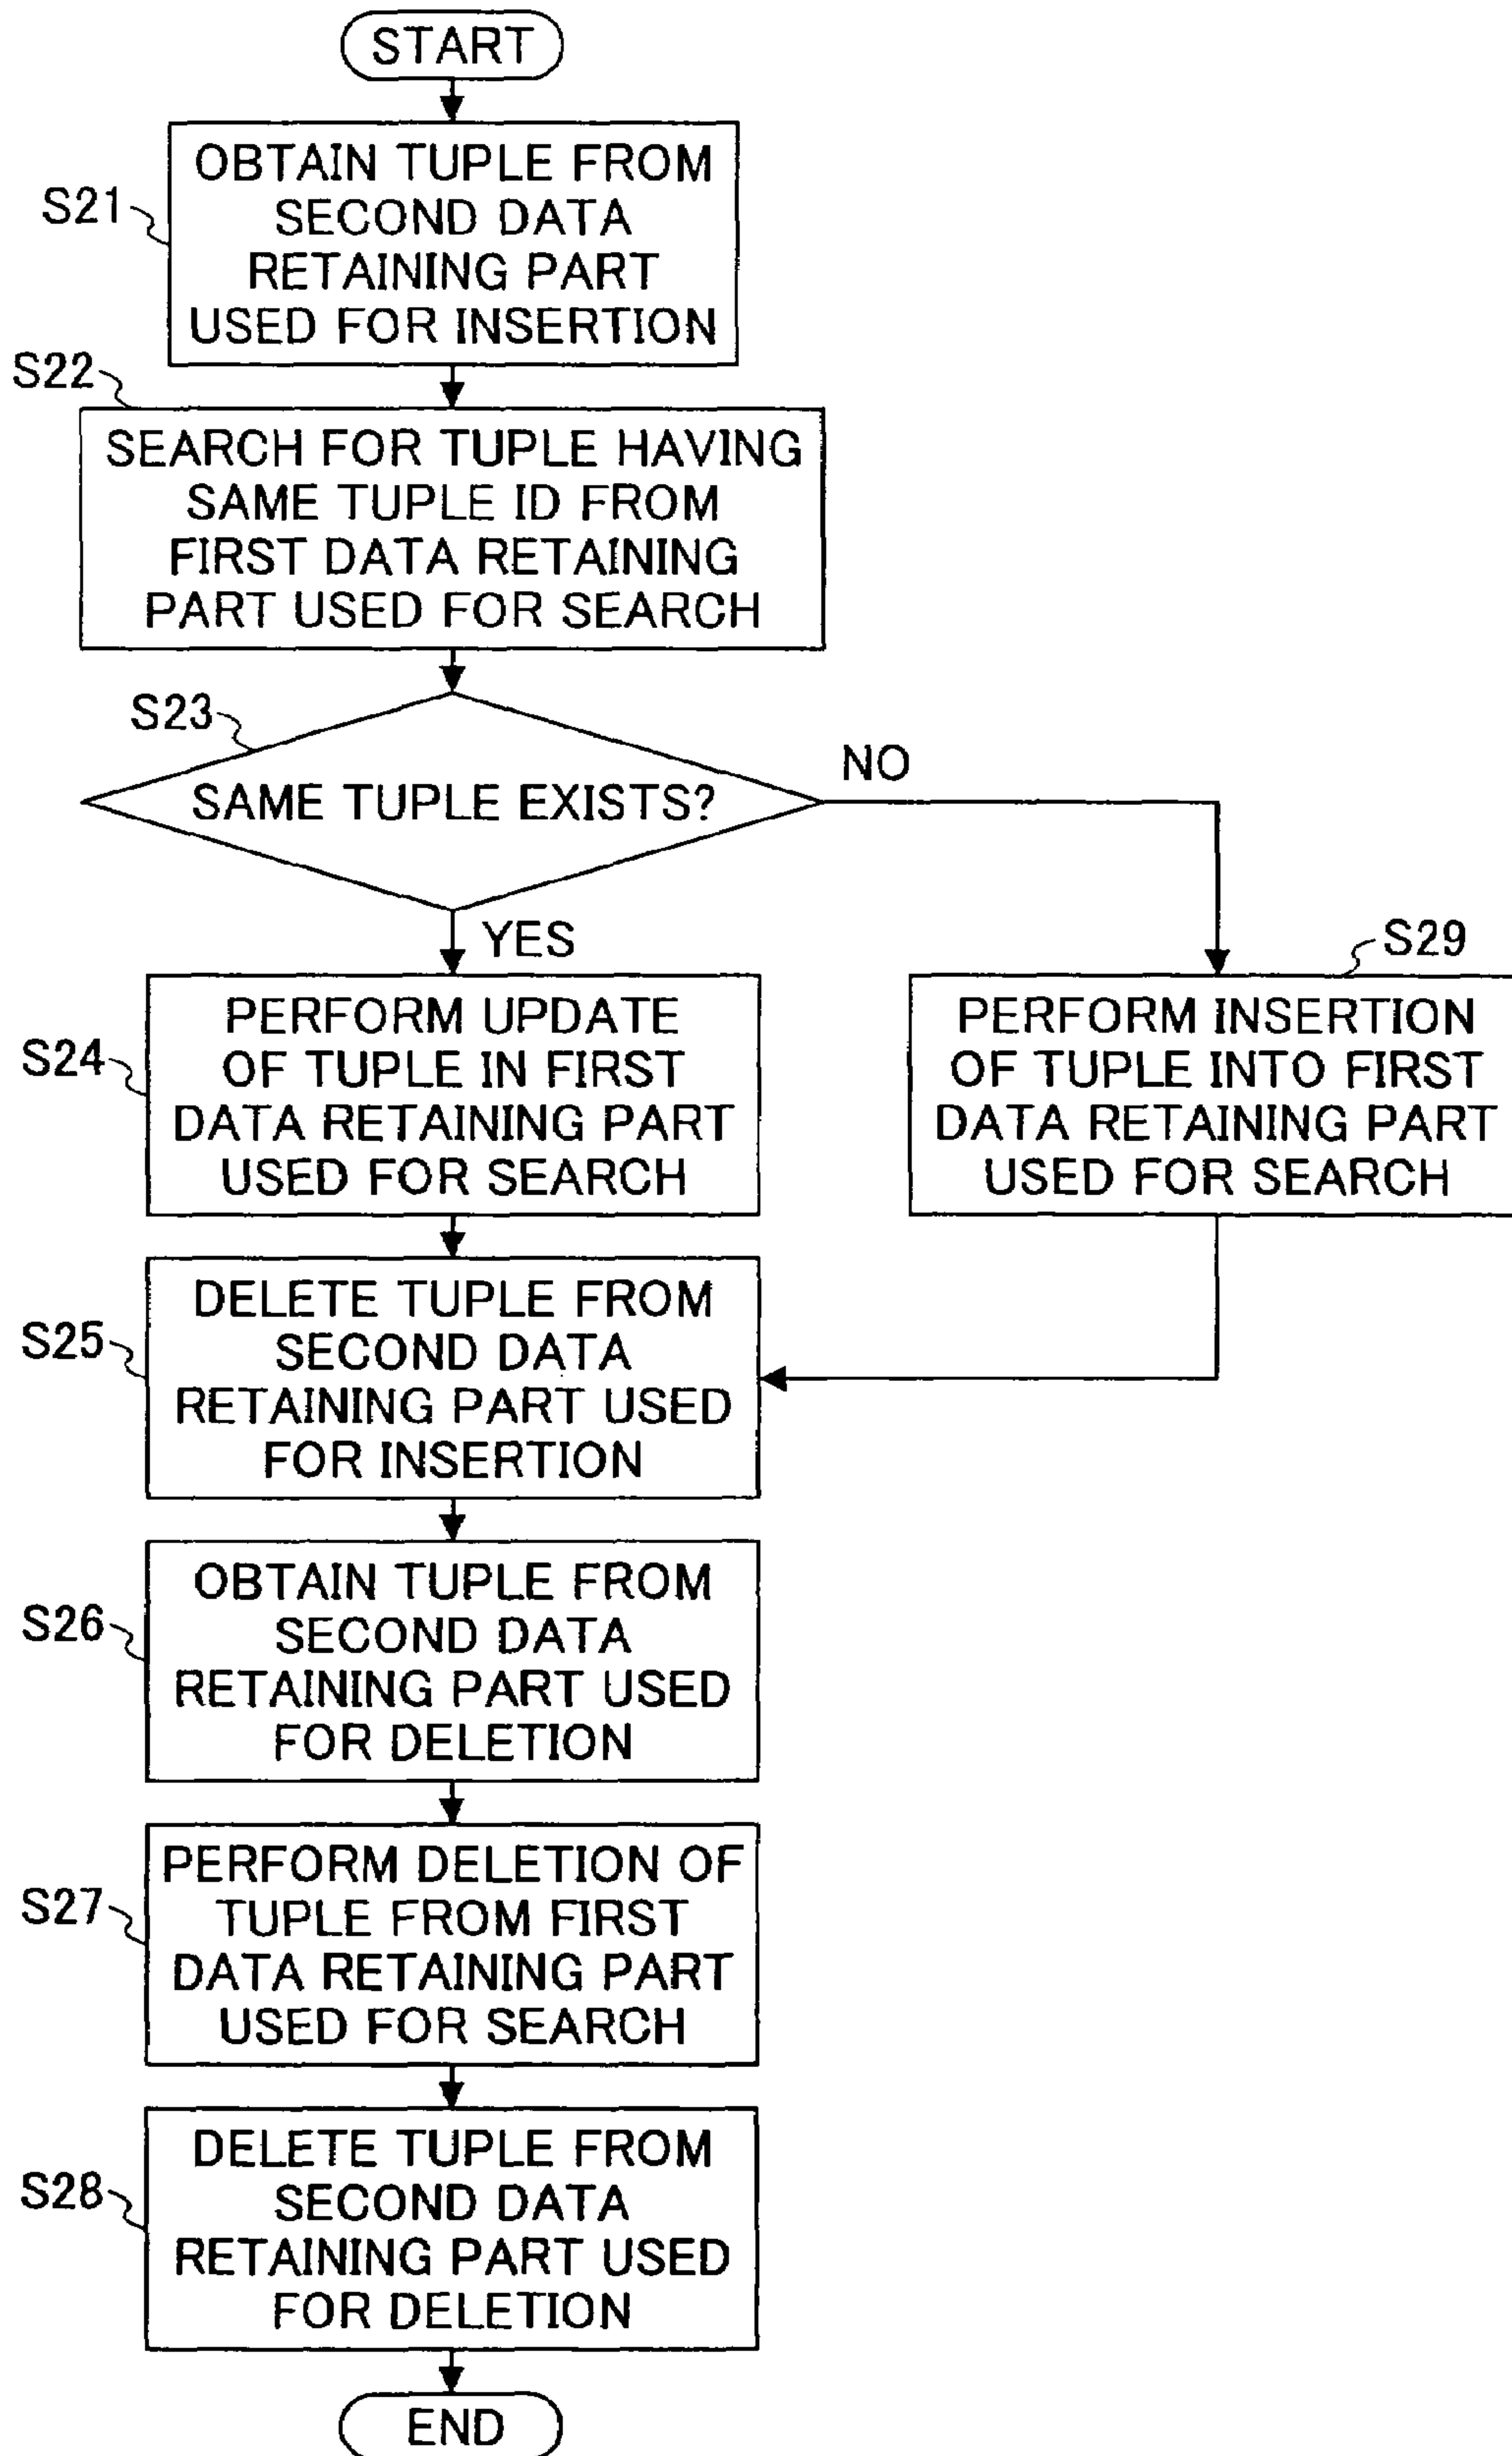 START
S21
OBTAIN TUPLE FROM
SECOND DATA
RETAINING PART
USED FOR INSERTION
S22
SEARCH FOR TUPLE HAVING
SAME TUPLE ID FROM
FIRST DATA RETAINING
PART USED FOR SEARCH
S23
SAME TUPLE EXISTS?
NO
YES
S24
PERFORM UPDATE
OF TUPLE IN FIRST
DATA RETAINING PART
USED FOR SEARCH
S29
PERFORM INSERTION
OF TUPLE INTO FIRST
DATA RETAINING PART
USED FOR SEARCH
S25
DELETE TUPLE FROM
SECOND DATA
RETAINING PART USED
FOR INSERTION
S26
OBTAIN TUPLE FROM
SECOND DATA
RETAINING PART USED
FOR DELETION
S27
PERFORM DELETION OF
TUPLE FROM FIRST
DATA RETAINING PART
USED FOR SEARCH
S28
DELETE TUPLE FROM
SECOND DATA
RETAINING PART USED
FOR DELETION
END